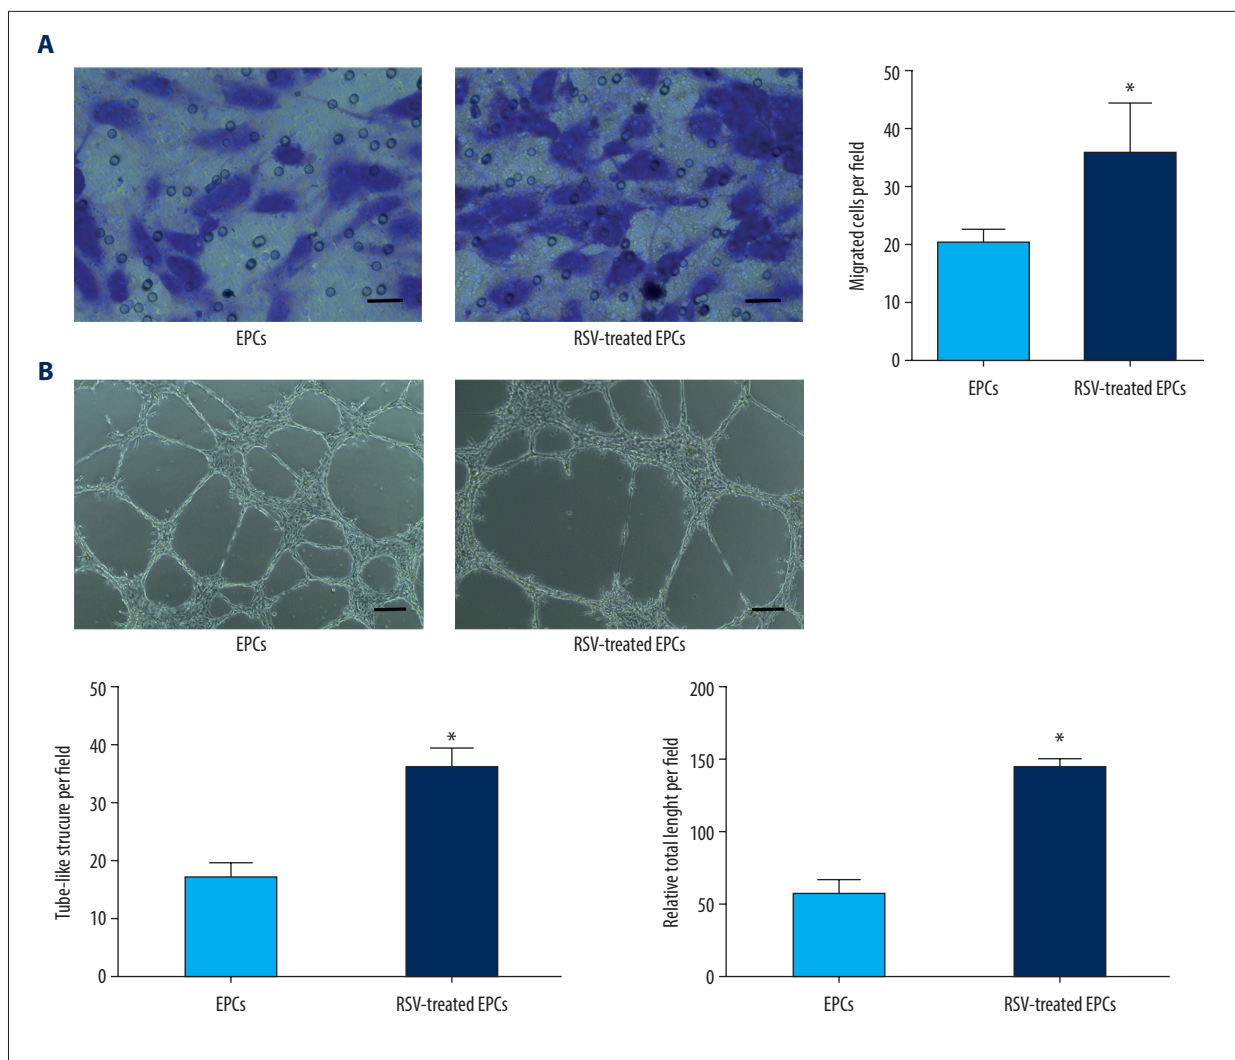 A
EPCs
RSV-treated EPCs
Migrated cells per field
50
40
30
20
10
0
*
EPCs
RSV-treated EPCs
B
EPCs
RSV-treated EPCs
Tube-like strucure per field
50
40
30
20
10
0
*
EPCs
RSV-treated EPCs
Relative total lenght per field
200
150
100
50
0
*
EPCs
RSV-treated EPCs